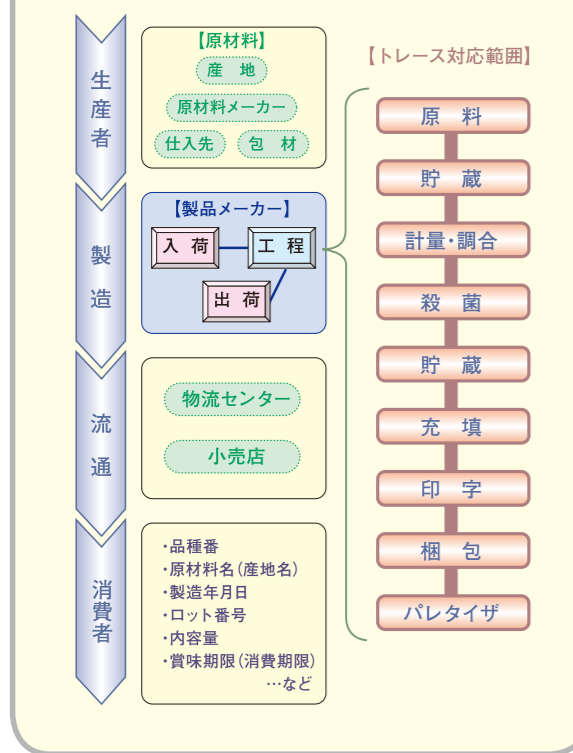 生産者
【原材料】
産 地
原材料メーカー
仕入先 包 材
製造
【製品メーカー】
入 荷 工 程
出 荷
流通
物流センター
小売店
消費者
・品種番
・原材料名(産地名)
・製造年月日
・ロット番号
・内容量
・賞味期限(消費期限)
…など
【トレース対応範囲】
原 料
貯 蔵
計量・調合
殺 菌
貯 蔵
充 填
印 字
梱 包
パレタイザ